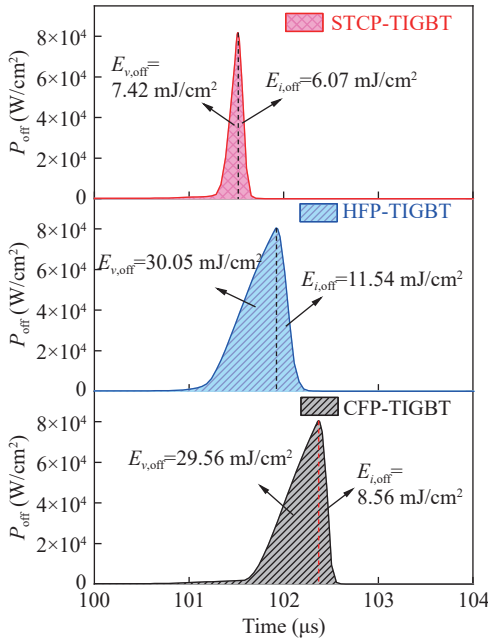 STCP-TIGBT
8×10⁴
6×10⁴
4×10⁴
2×10⁴
0
P_off (W/cm²)
E_v,off=
7.42 mJ/cm²
E_i,off=6.07 mJ/cm²
HFP-TIGBT
8×10⁴
6×10⁴
4×10⁴
2×10⁴
0
P_off (W/cm²)
E_v,off=30.05 mJ/cm²
E_i,off=11.54 mJ/cm²
CFP-TIGBT
8×10⁴
6×10⁴
4×10⁴
2×10⁴
0
P_off (W/cm²)
E_v,off=29.56 mJ/cm²
E_i,off=
8.56 mJ/cm²
100 101 102 103 104
Time (μs)